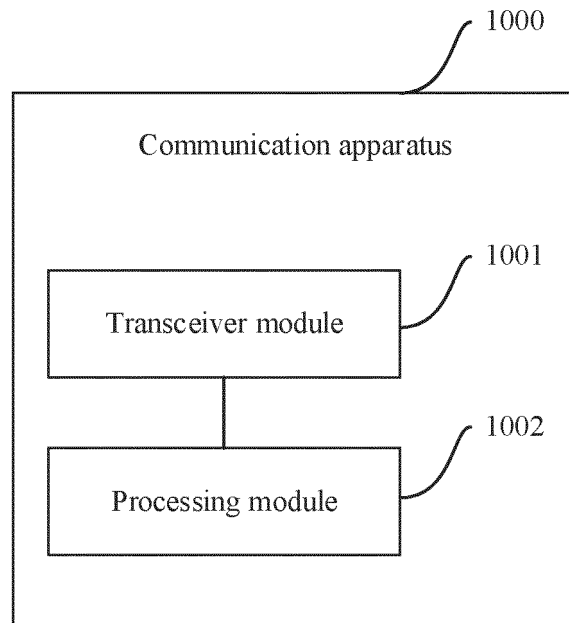 1000
Communication apparatus
1001
Transceiver module
1002
Processing module